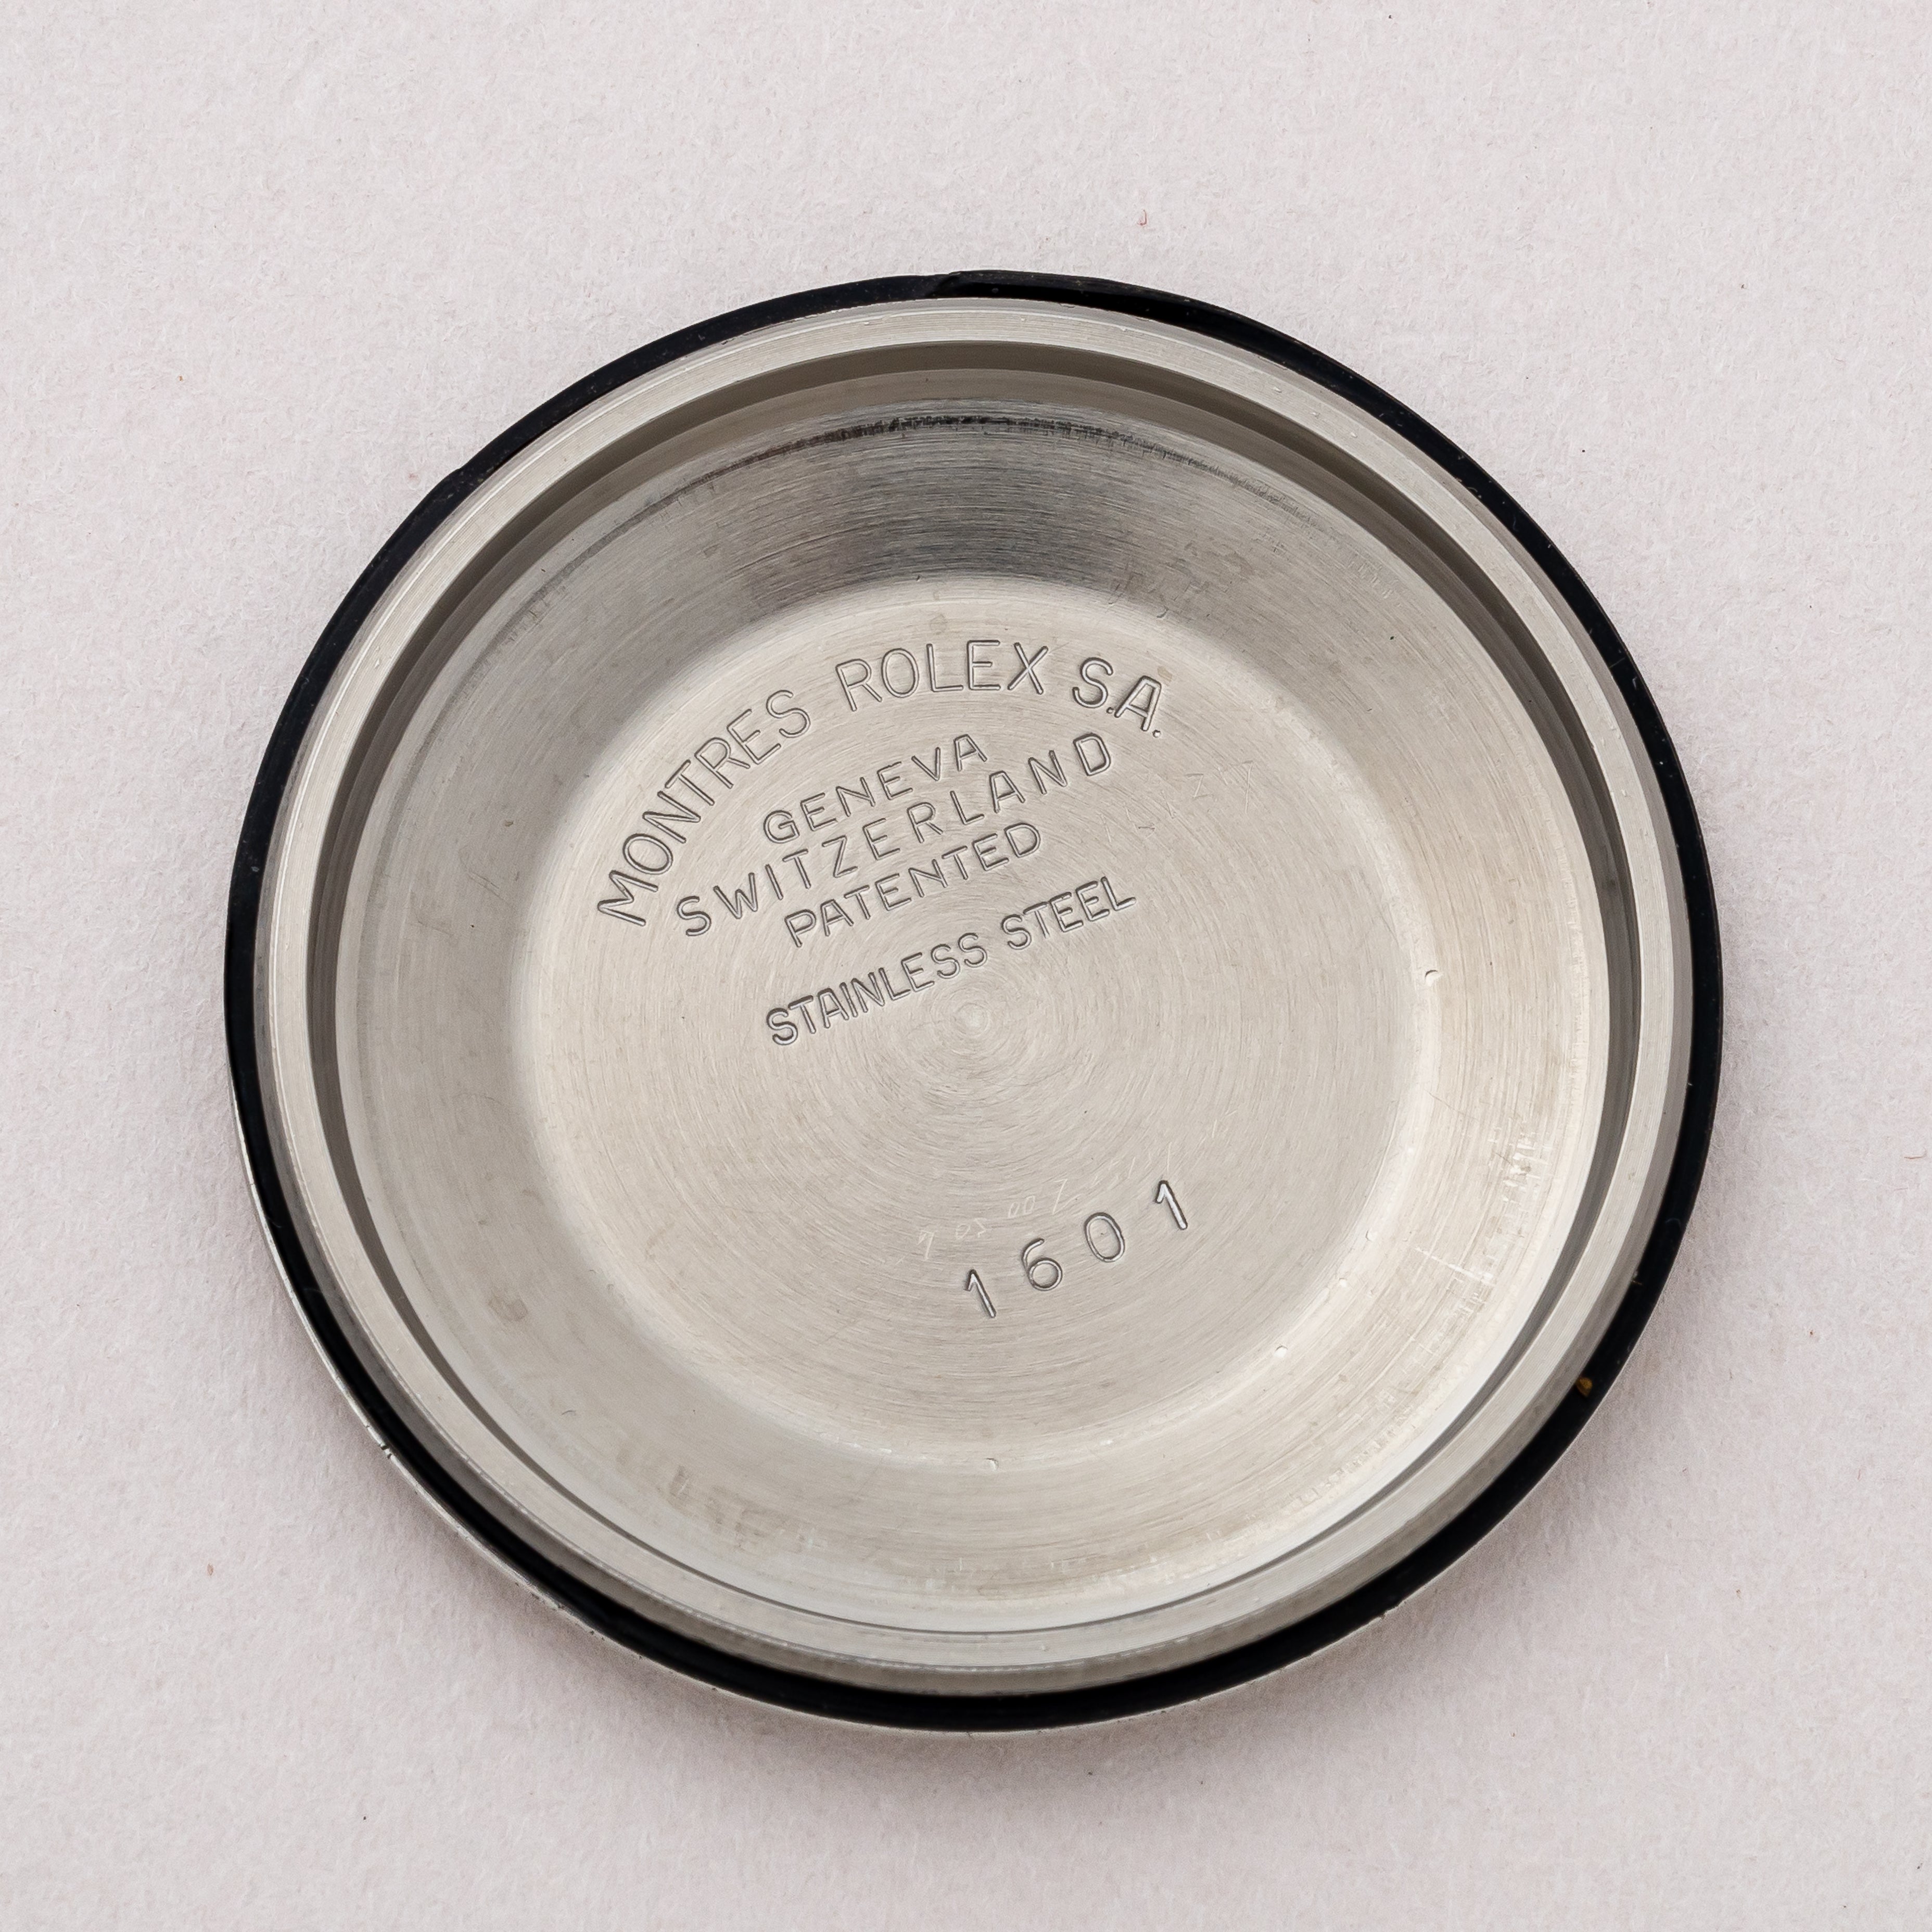 MONTRES ROLEX S.A.
GENEVA
SWITZERLAND
PATENTED
STAINLESS STEEL
1601